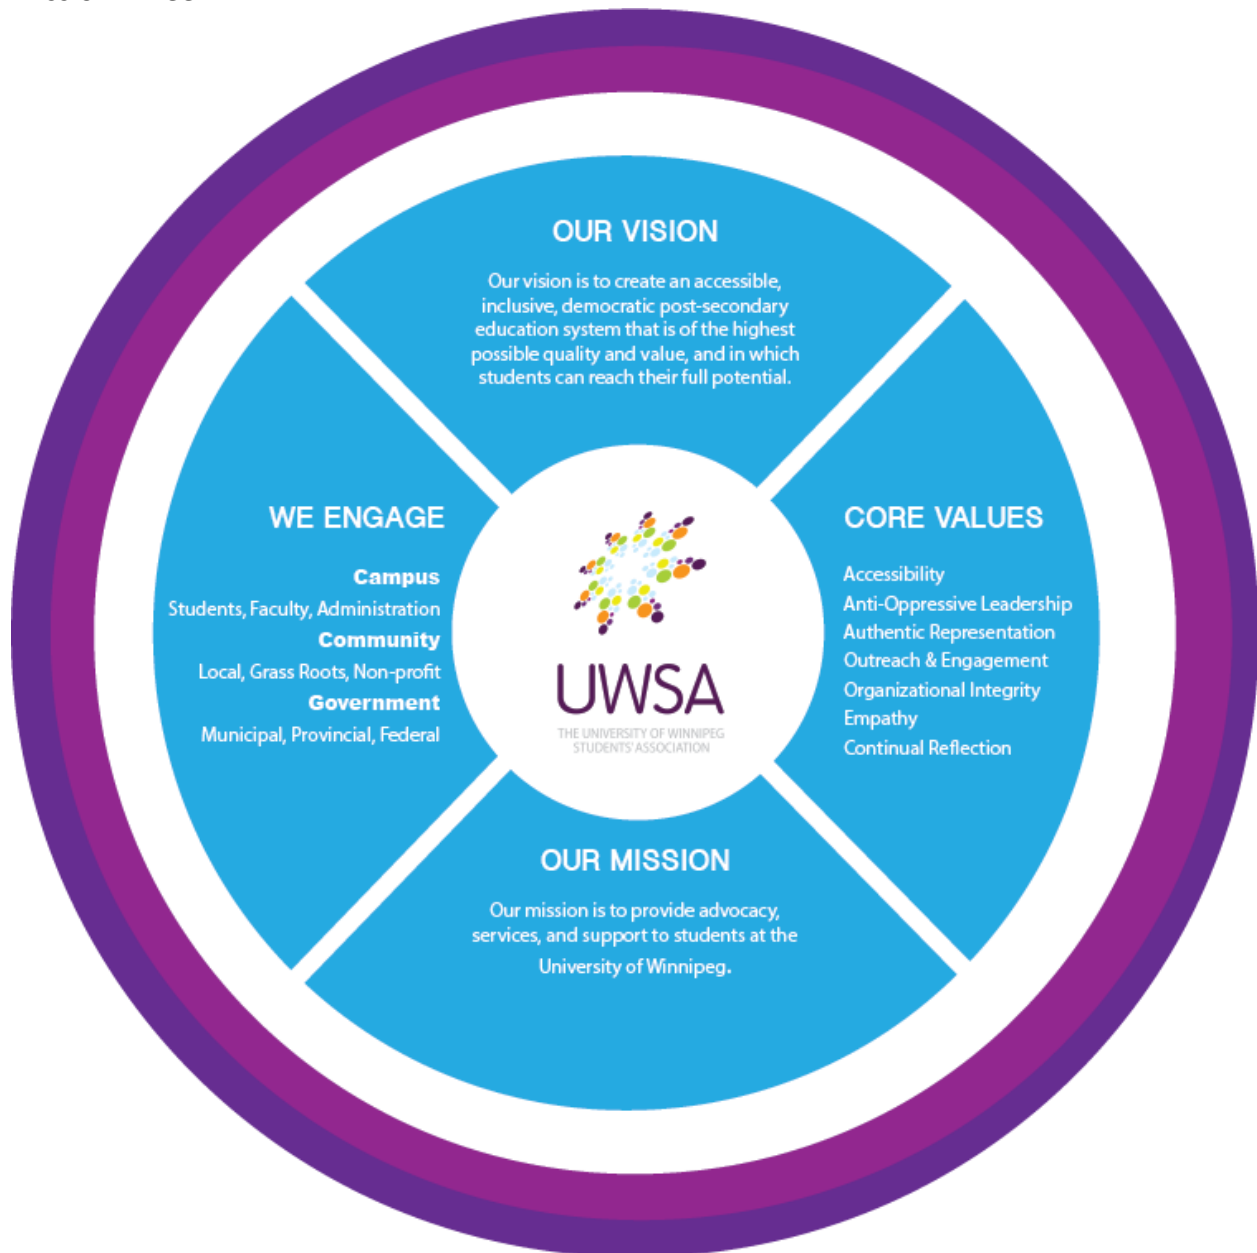 OUR VISION
Our vision is to create an accessible,
inclusive, democratic post-secondary
education system that is of the highest
possible quality and value, and in which
students can reach their full potential.
WE ENGAGE
Campus
Students, Faculty, Administration
Community
Local, Grass Roots, Non-profit
Government
Municipal, Provincial, Federal
UWSA
THE UNIVERSITY OF WINNIPEG
STUDENTS' ASSOCIATION
CORE VALUES
Accessibility
Anti-Oppressive Leadership
Authentic Representation
Outreach & Engagement
Organizational Integrity
Empathy
Continual Reflection
OUR MISSION
Our mission is to provide advocacy,
services, and support to students at the
University of Winnipeg.